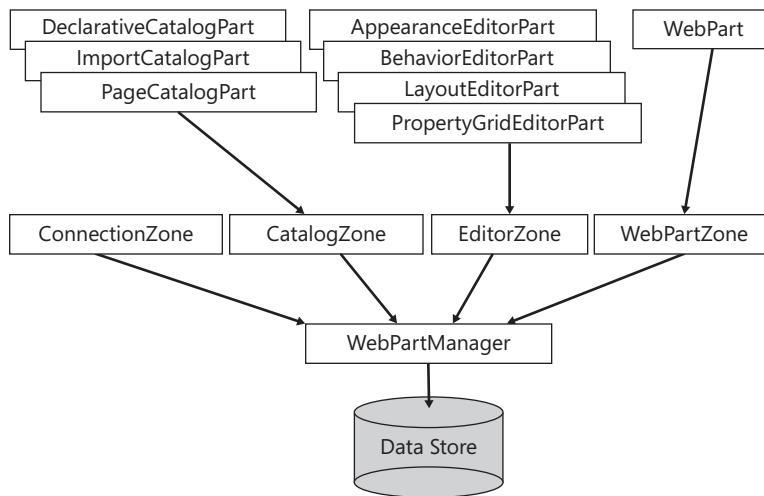 DeclarativeCatalogPart
ImportCatalogPart
PageCatalogPart
AppearanceEditorPart
BehaviorEditorPart
LayoutEditorPart
PropertyGridEditorPart
WebPart
ConnectionZone
CatalogZone
EditorZone
WebPartZone
WebPartManager
Data Store